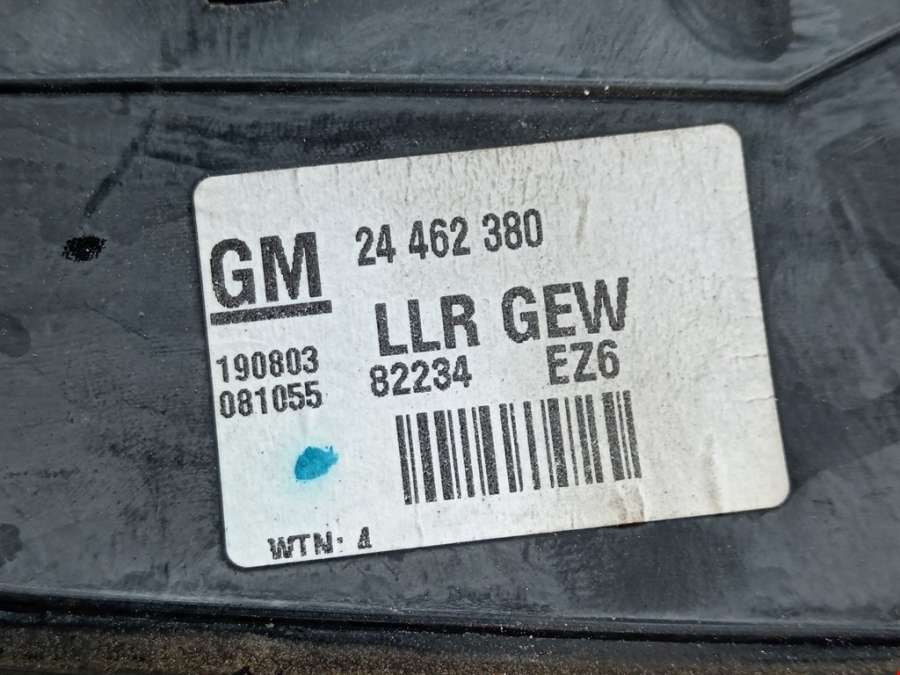 GM 24 462 380
LLR GEW
190803 82234 EZ6
081055
WTN: 4